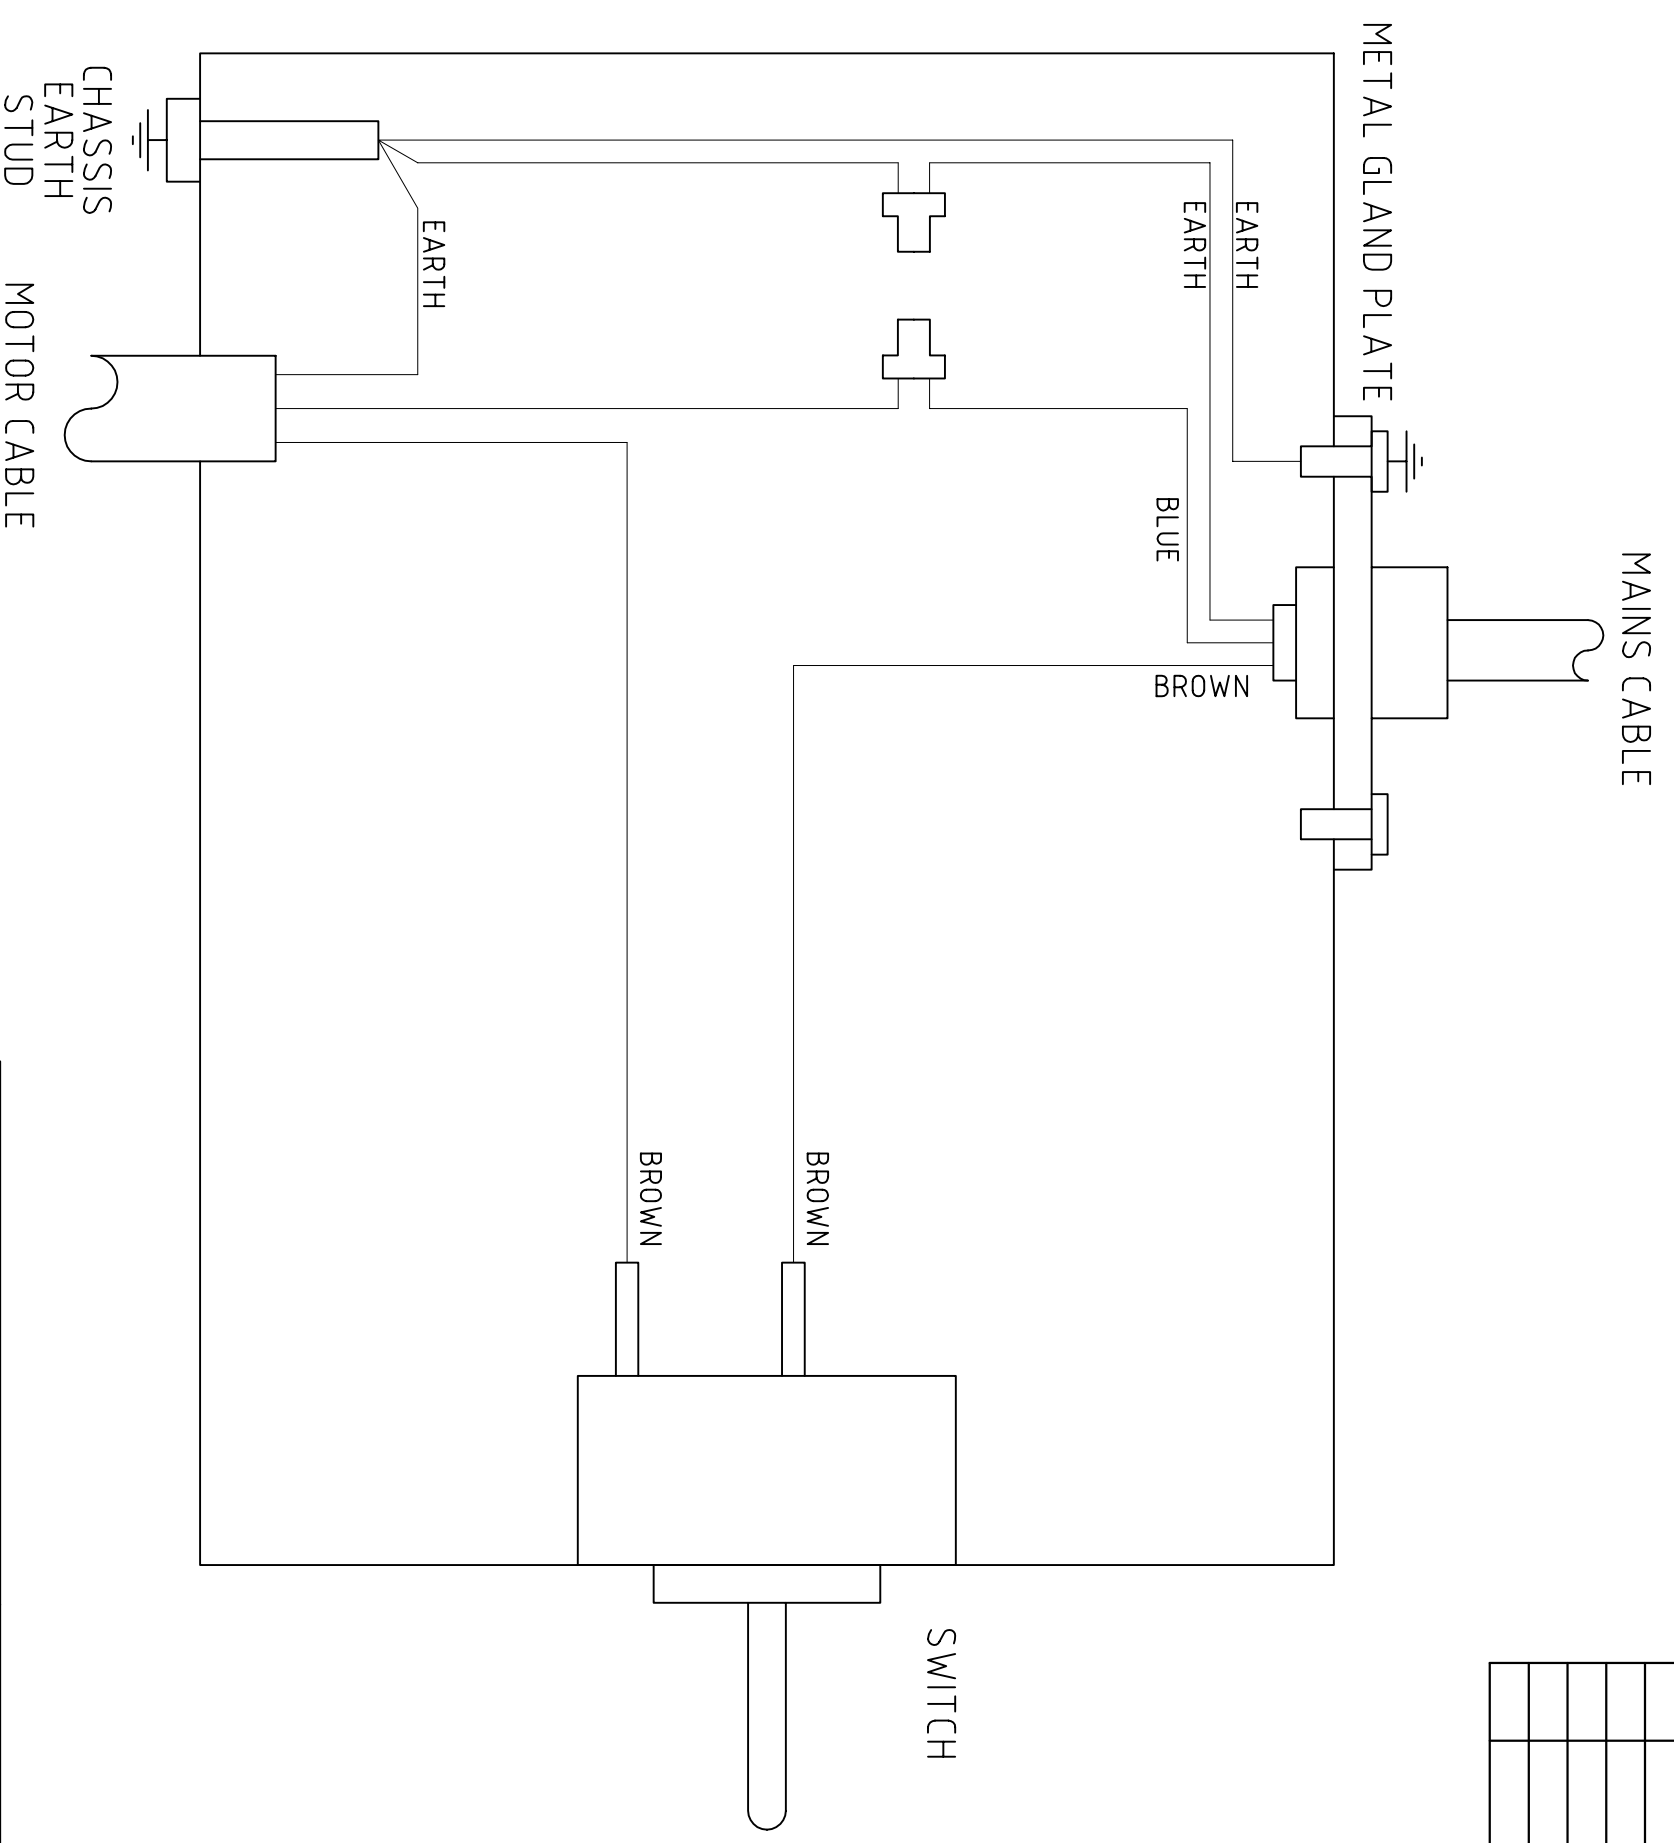 MAINS CABLE
METAL GLAND PLATE
EARTH
EARTH
BLUE
BROWN
SWITCH
BROWN
BROWN
EARTH
CHASSIS
EARTH
STUD
MOTOR CABLE